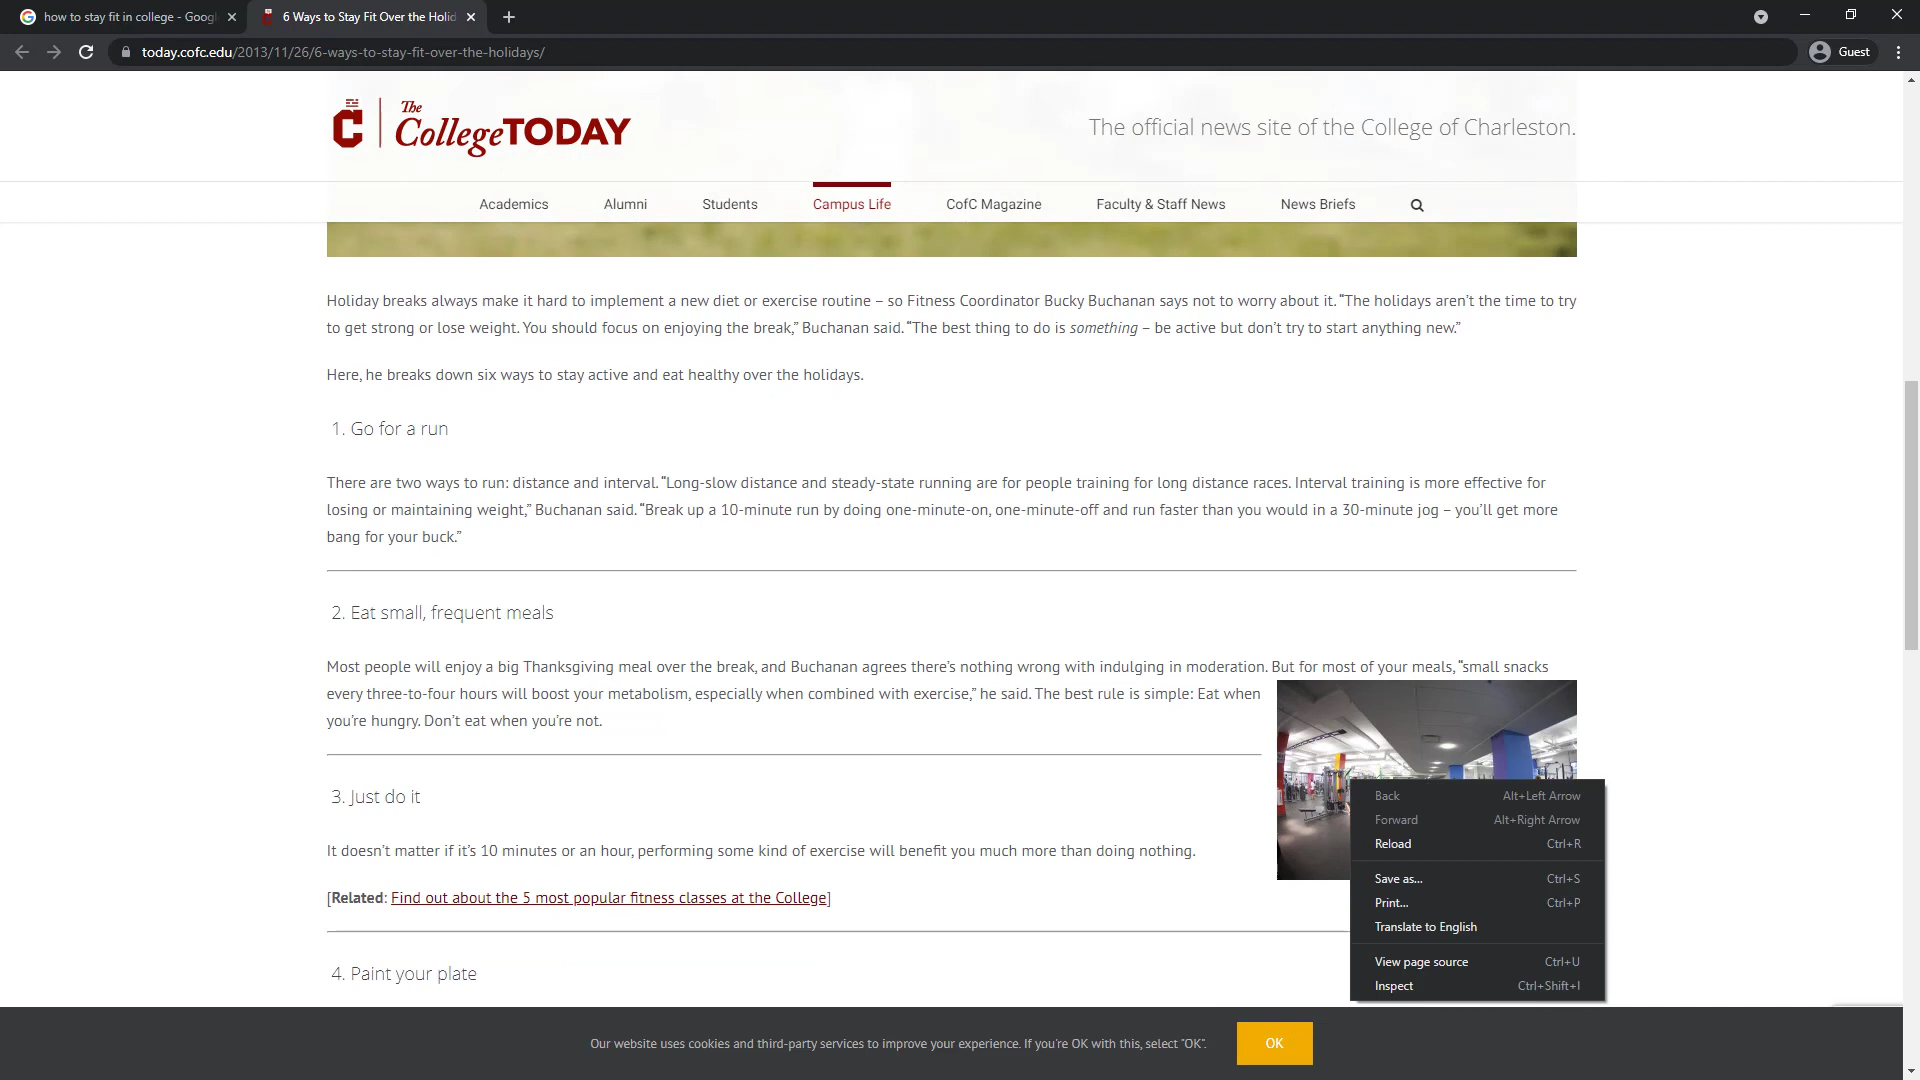 how to stay fit in college - Goog
6 Ways to Stay Fit Over the Holid
today.cofc.edu/2013/11/26/6-ways-to-stay-fit-over-the-holidays/
Guest
C The CollegeTODAY
The official news site of the College of Charleston.
Academics Alumni Students Campus Life CofC Magazine Faculty & Staff News News Briefs
Holiday breaks always make it hard to implement a new diet or exercise routine – so Fitness Coordinator Bucky Buchanan says not to worry about it. “The holidays aren’t the time to try
to get strong or lose weight. You should focus on enjoying the break,” Buchanan said. “The best thing to do is something – be active but don’t try to start anything new.”
Here, he breaks down six ways to stay active and eat healthy over the holidays.
1. Go for a run
There are two ways to run: distance and interval. “Long-slow distance and steady-state running are for people training for long distance races. Interval training is more effective for
losing or maintaining weight,” Buchanan said. “Break up a 10-minute run by doing one-minute-on, one-minute-off and run faster than you would in a 30-minute jog – you’ll get more
bang for your buck.”
2. Eat small, frequent meals
Most people will enjoy a big Thanksgiving meal over the break, and Buchanan agrees there’s nothing wrong with indulging in moderation. But for most of your meals, “small snacks
every three-to-four hours will boost your metabolism, especially when combined with exercise,” he said. The best rule is simple: Eat when
you’re hungry. Don’t eat when you’re not.
3. Just do it
It doesn’t matter if it’s 10 minutes or an hour, performing some kind of exercise will benefit you much more than doing nothing.
[Related: Find out about the 5 most popular fitness classes at the College]
4. Paint your plate
Back Alt+Left Arrow
Forward Alt+Right Arrow
Reload Ctrl+R
Save as... Ctrl+S
Print... Ctrl+P
Translate to English
View page source Ctrl+U
Inspect Ctrl+Shift+I
Our website uses cookies and third-party services to improve your experience. If you're OK with this, select "OK".
OK